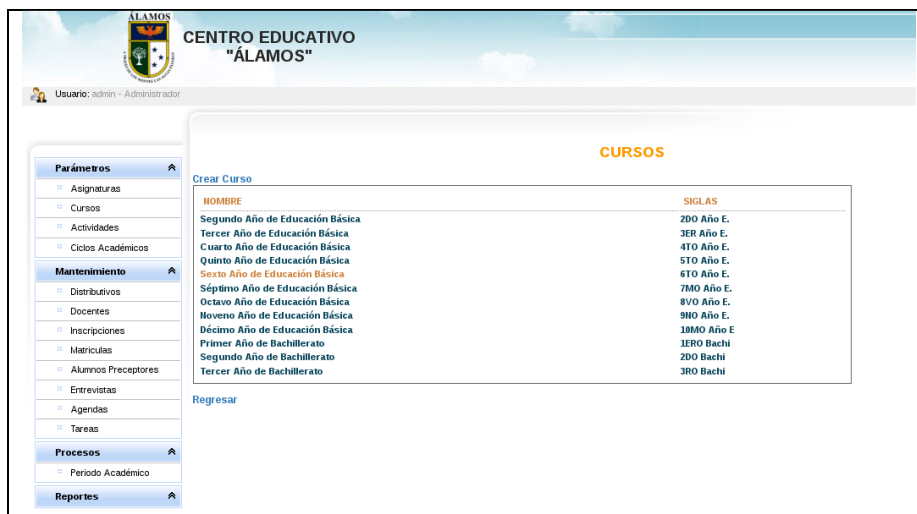 ÁLAMOS
CENTRO EDUCATIVO
"ÁLAMOS"
Usuario: admin - Administrador
Parámetros
Asignaturas
Cursos
Actividades
Ciclos Académicos
Mantenimiento
Distributivos
Docentes
Inscripciones
Matriculas
Alumnos Preceptores
Entrevistas
Agendas
Tareas
Procesos
Periodo Académico
Reportes
CURSOS
Crear Curso
NOMBRE SIGLAS
Segundo Año de Educación Básica 2DO Año E.
Tercer Año de Educación Básica 3ER Año E.
Cuarto Año de Educación Básica 4TO Año E.
Quinto Año de Educación Básica 5TO Año E.
Sexto Año de Educación Básica 6TO Año E.
Séptimo Año de Educación Básica 7MO Año E.
Octavo Año de Educación Básica 8VO Año E.
Noveno Año de Educación Básica 9NO Año E.
Décimo Año de Educación Básica 10MO Año E
Primer Año de Bachillerato 1ERO Bachi
Segundo Año de Bachillerato 2DO Bachi
Tercer Año de Bachillerato 3RO Bachi
Regresar